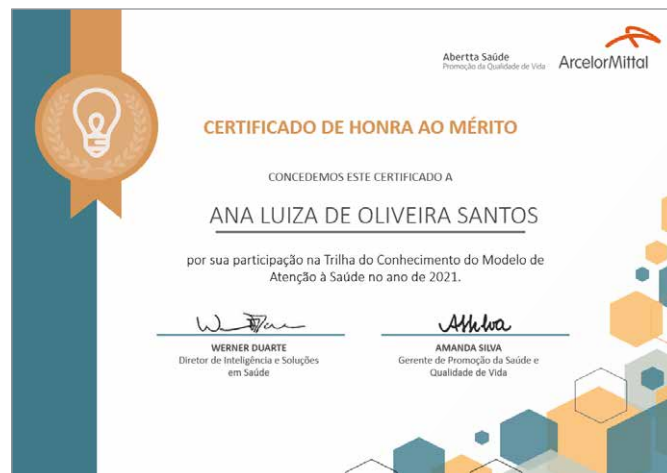 Abertta Saúde
Promoção da Qualidade de Vida
ArcelorMittal
CERTIFICADO DE HONRA AO MÉRITO
CONCEDEMOS ESTE CERTIFICADO A
ANA LUIZA DE OLIVEIRA SANTOS
por sua participação na Trilha do Conhecimento do Modelo de
Atenção à Saúde no ano de 2021.
WERNER DUARTE
Diretor de Inteligência e Soluções
em Saúde
AMANDA SILVA
Gerente de Promoção da Saúde e
Qualidade de Vida